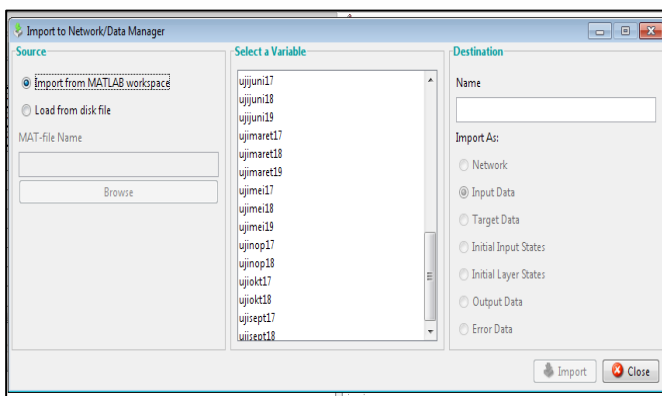 Import to Network/Data Manager
Source
Import from MATLAB workspace
Load from disk file
MAT-file Name
Browse
Select a Variable
ujijuni17
ujijuni18
ujijuni19
ujimaret17
ujimaret18
ujimaret19
ujimei17
ujimei18
ujimei19
ujinop17
ujinop18
ujiokt17
ujiokt18
ujisept17
ujisept18
Destination
Name
Import As:
Network
Input Data
Target Data
Initial Input States
Initial Layer States
Output Data
Error Data
Import
Close